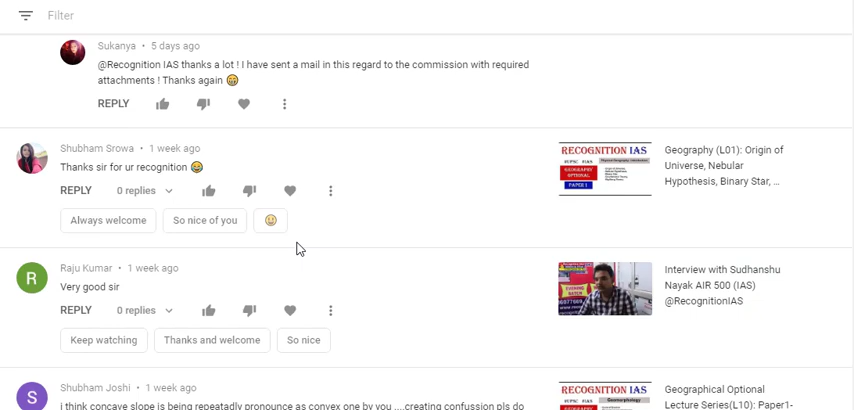 Filter
Sukanya • 5 days ago
@Recognition IAS thanks a lot ! I have sent a mail in this regard to the commission with required
attachments ! Thanks again 😁
REPLY
Shubham Srowa • 1 week ago
Thanks sir for ur recognition 😂
REPLY 0 replies
Always welcome So nice of you 😀
RECOGNITION IAS
GEOGRAPHY
OPTIONAL
PAPER I
Geography (L01): Origin of
Universe, Nebular
Hypothesis, Binary Star, ...
R
Raju Kumar • 1 week ago
Very good sir
REPLY 0 replies
Keep watching Thanks and welcome So nice
Interview with Sudhanshu
Nayak AIR 500 (IAS)
@RecognitionIAS
S
Shubham Joshi • 1 week ago
i think concave slope is being repeatadly pronounce as convex one by you ....creating confussion pls do
RECOGNITION IAS
Geomorphology
Geographical Optional
Lecture Series(L10): Paper1-